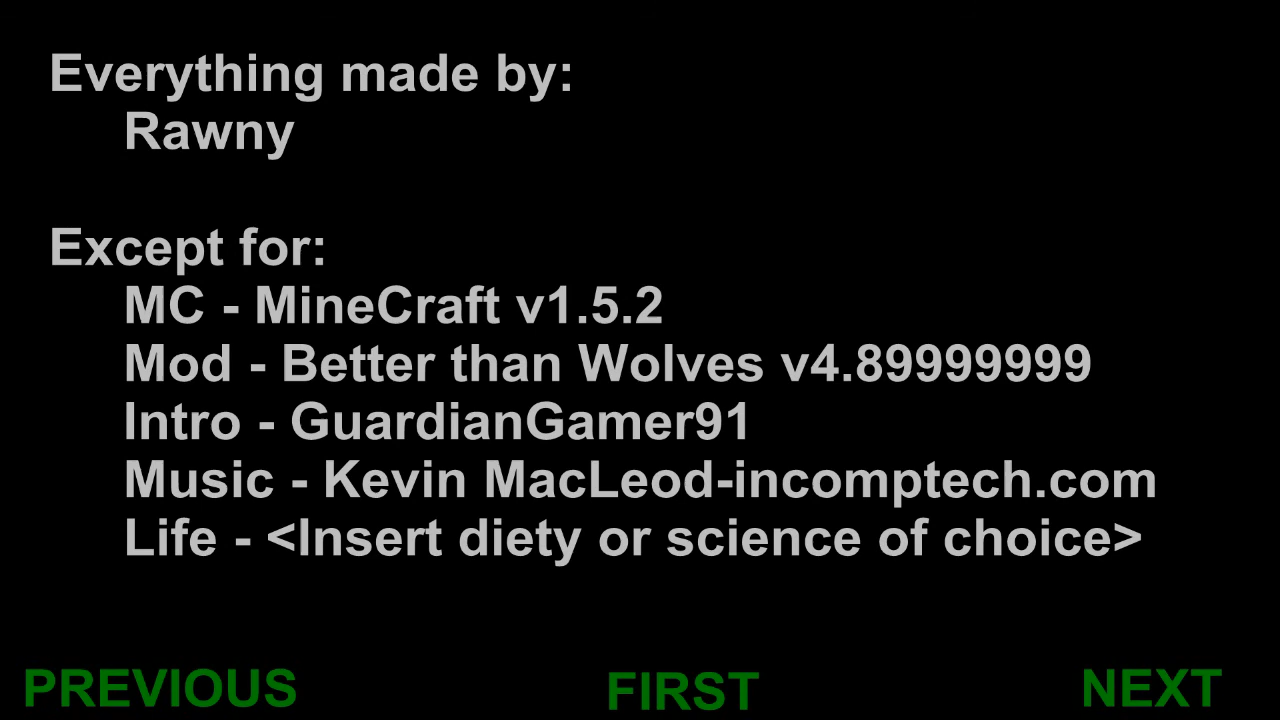 Everything made by:
Rawny
Except for:
MC - MineCraft v1.5.2
Mod - Better than Wolves v4.89999999
Intro - GuardianGamer91
Music - Kevin MacLeod-incomptech.com
Life - <Insert diety or science of choice>
PREVIOUS FIRST NEXT